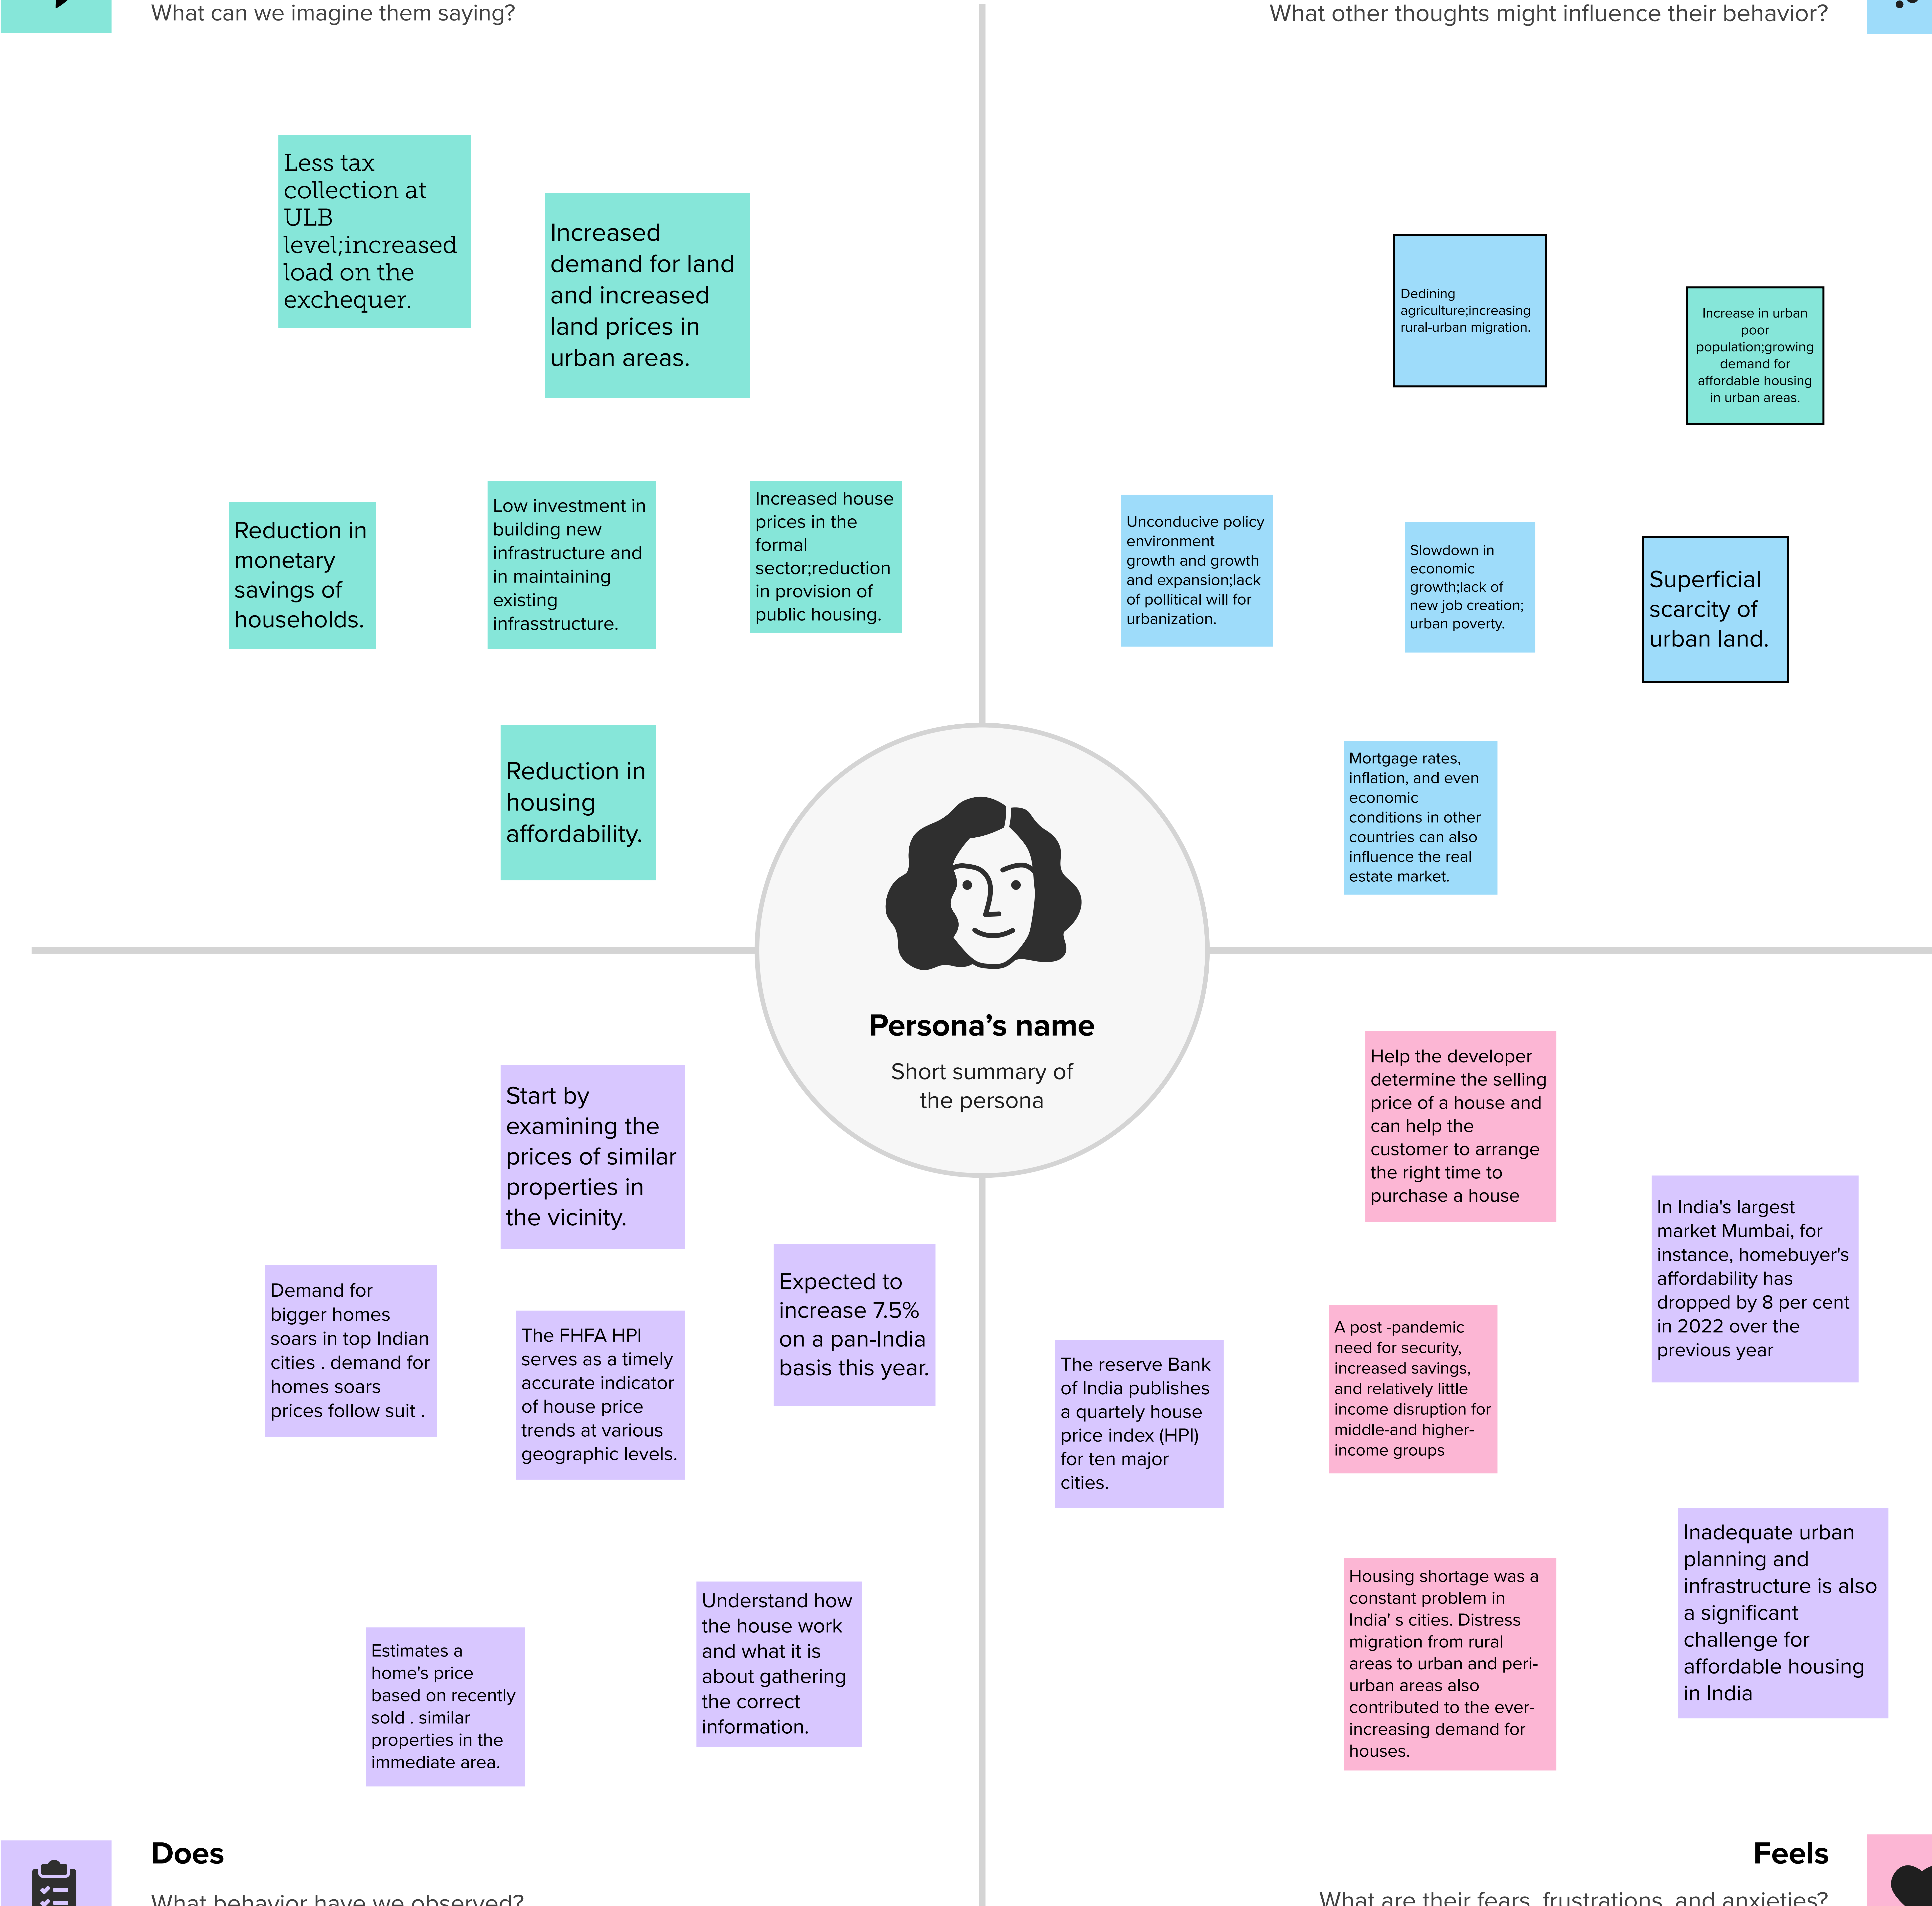 What can we imagine them saying?
What other thoughts might influence their behavior?
Less tax
collection at
ULB
level;increased
load on the
exchequer.
Increased
demand for land
and increased
land prices in
urban areas.
Reduction in
monetary
savings of
households.
Low investment in
building new
infrastructure and
in maintaining
existing
infrasstructure.
Increased house
prices in the
formal
sector;reduction
in provision of
public housing.
Reduction in
housing
affordability.
Dedining
agriculture;increasing
rural-urban migration.
Increase in urban
poor
population;growing
demand for
affordable housing
in urban areas.
Unconducive policy
environment
growth and growth
and expansion;lack
of political will for
urbanization.
Slowdown in
economic
growth;lack of
new job creation;
urban poverty.
Superficial
scarcity of
urban land.
Mortgage rates,
inflation, and even
economic
conditions in other
countries can also
influence the real
estate market.
Persona’s name
Short summary of
the persona
Start by
examining the
prices of similar
properties in
the vicinity.
Demand for
bigger homes
soars in top Indian
cities . demand for
homes soars
prices follow suit .
The FHFA HPI
serves as a timely
accurate indicator
of house price
trends at various
geographic levels.
Expected to
increase 7.5%
on a pan-India
basis this year.
Estimates a
home's price
based on recently
sold . similar
properties in the
immediate area.
Understand how
the house work
and what it is
about gathering
the correct
information.
Help the developer
determine the selling
price of a house and
can help the
customer to arrange
the right time to
purchase a house
In India's largest
market Mumbai, for
instance, homebuyer's
affordability has
dropped by 8 per cent
in 2022 over the
previous year
The reserve Bank
of India publishes
a quartely house
price index (HPI)
for ten major
cities.
A post -pandemic
need for security,
increased savings,
and relatively little
income disruption for
middle-and higher-
income groups
Housing shortage was a
constant problem in
India' s cities. Distress
migration from rural
areas to urban and peri-
urban areas also
contributed to the ever-
increasing demand for
houses.
Inadequate urban
planning and
infrastructure is also
a significant
challenge for
affordable housing
in India
Does
What behavior have we observed?
Feels
What are their fears, frustrations, and anxieties?